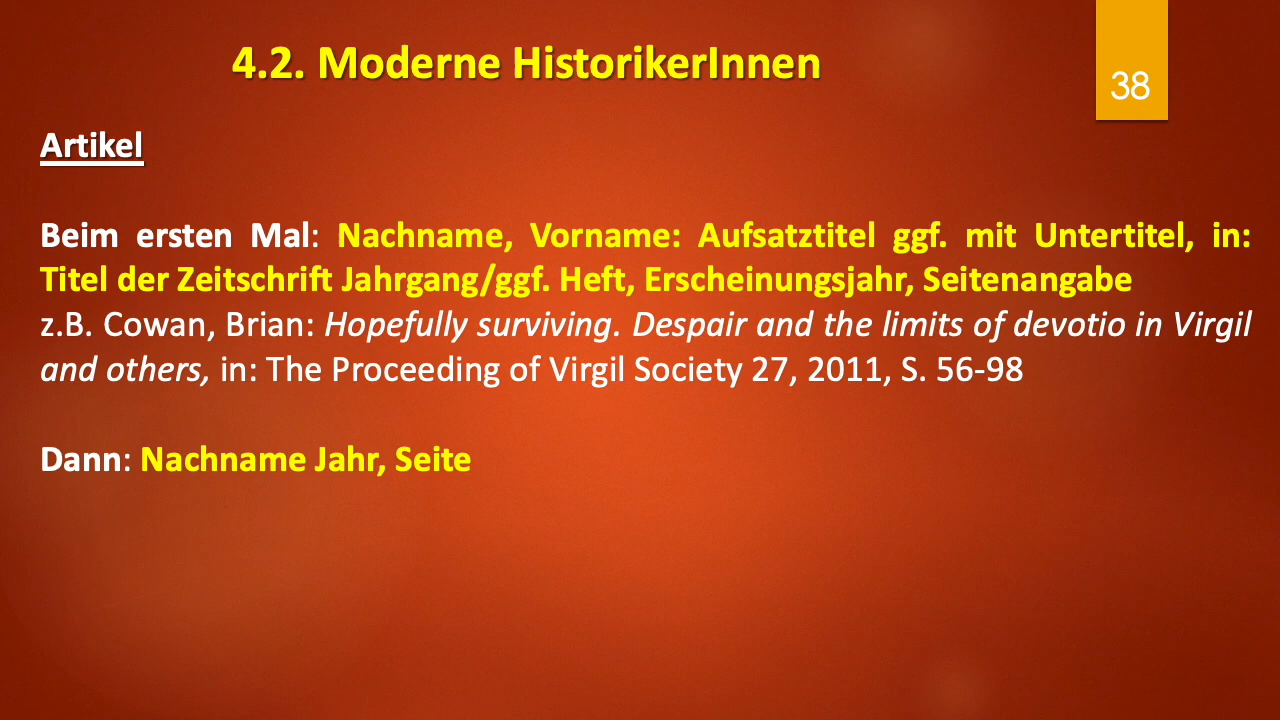 4.2. Moderne HistorikerInnen
38
Artikel
Beim ersten Mal: Nachname, Vorname: Aufsatztitel ggf. mit Untertitel, in:
Titel der Zeitschrift Jahrgang/ggf. Heft, Erscheinungsjahr, Seitenangabe
z.B. Cowan, Brian: Hopefully surviving. Despair and the limits of devotio in Virgil
and others, in: The Proceeding of Virgil Society 27, 2011, S. 56-98
Dann: Nachname Jahr, Seite